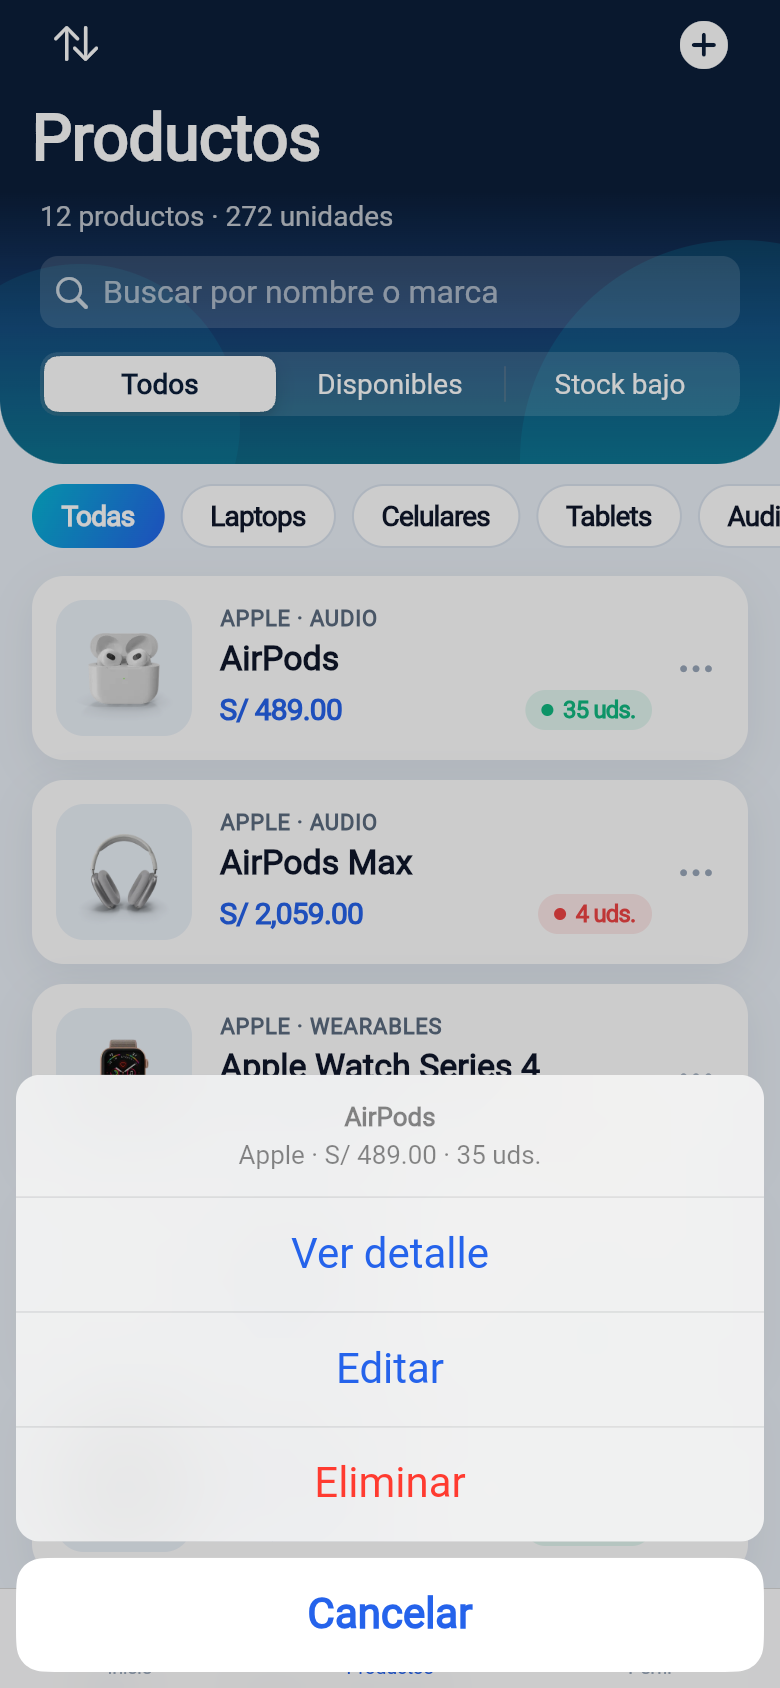 Productos
12 productos · 272 unidades
Buscar por nombre o marca
Todos
Disponibles
Stock bajo
Todas
Laptops
Celulares
Tablets
Audi
APPLE · AUDIO
AirPods
S/ 489.00
35 uds.
APPLE · AUDIO
AirPods Max
S/ 2,059.00
4 uds.
APPLE · WEARABLES
Apple Watch Series 4
AirPods
Apple · S/ 489.00 · 35 uds.
Ver detalle
Editar
Eliminar
Cancelar
Productos